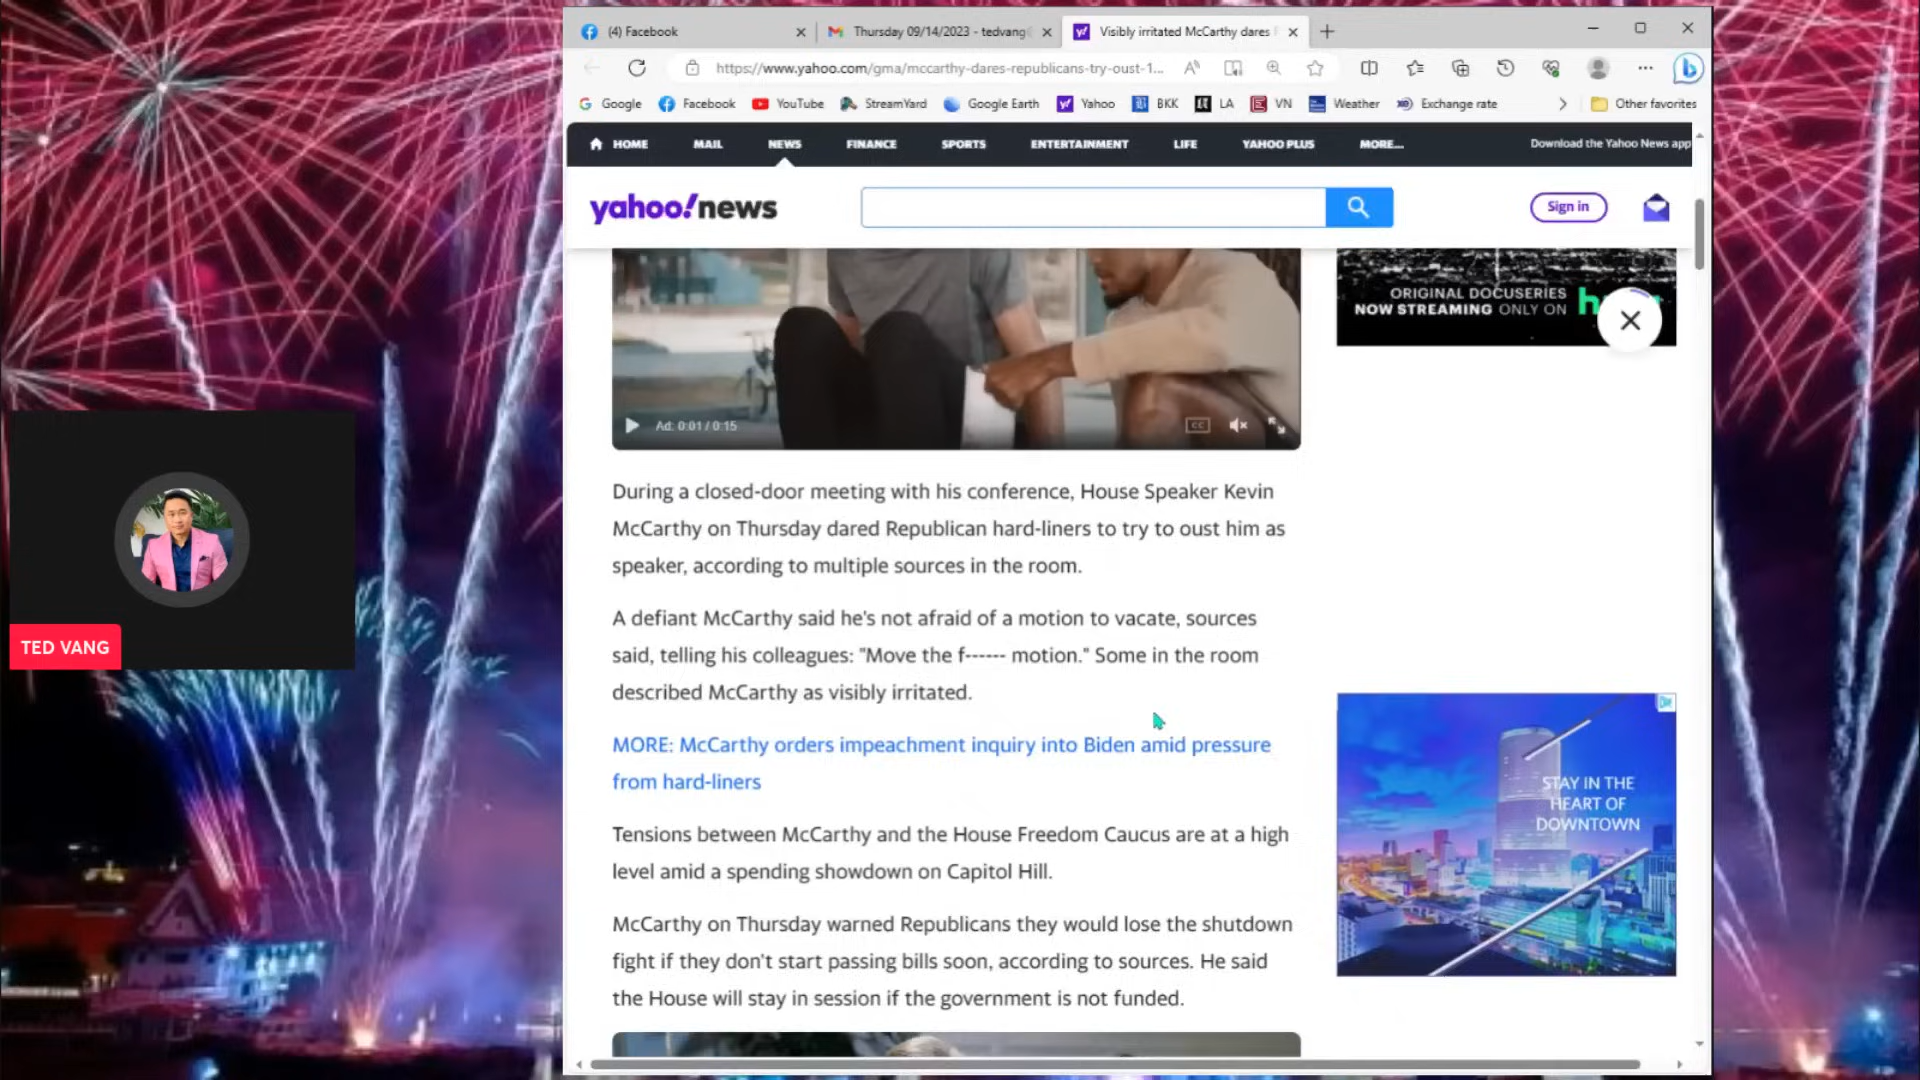 (4) Facebook
Thursday 09/14/2023 - tedvang
Visibly irritated McCarthy dares
https://www.yahoo.com/gma/mccarthy-dares-republicans-try-oust-1...
Google Facebook YouTube StreamYard Google Earth Yahoo BKK LA VN Weather Exchange rate Other favorites
HOME MAIL NEWS FINANCE SPORTS ENTERTAINMENT LIFE YAHOO PLUS MORE... Download the Yahoo News app
yahoo!news
Sign in
ORIGINAL DOCUSERIES
NOW STREAMING ONLY ON
Ad: 0:01 / 0:15
CC
During a closed-door meeting with his conference, House Speaker Kevin
McCarthy on Thursday dared Republican hard-liners to try to oust him as
speaker, according to multiple sources in the room.
A defiant McCarthy said he's not afraid of a motion to vacate, sources
said, telling his colleagues: "Move the f------ motion." Some in the room
described McCarthy as visibly irritated.
MORE: McCarthy orders impeachment inquiry into Biden amid pressure
from hard-liners
Tensions between McCarthy and the House Freedom Caucus are at a high
level amid a spending showdown on Capitol Hill.
McCarthy on Thursday warned Republicans they would lose the shutdown
fight if they don't start passing bills soon, according to sources. He said
the House will stay in session if the government is not funded.
STAY IN THE
HEART OF
DOWNTOWN
TED VANG